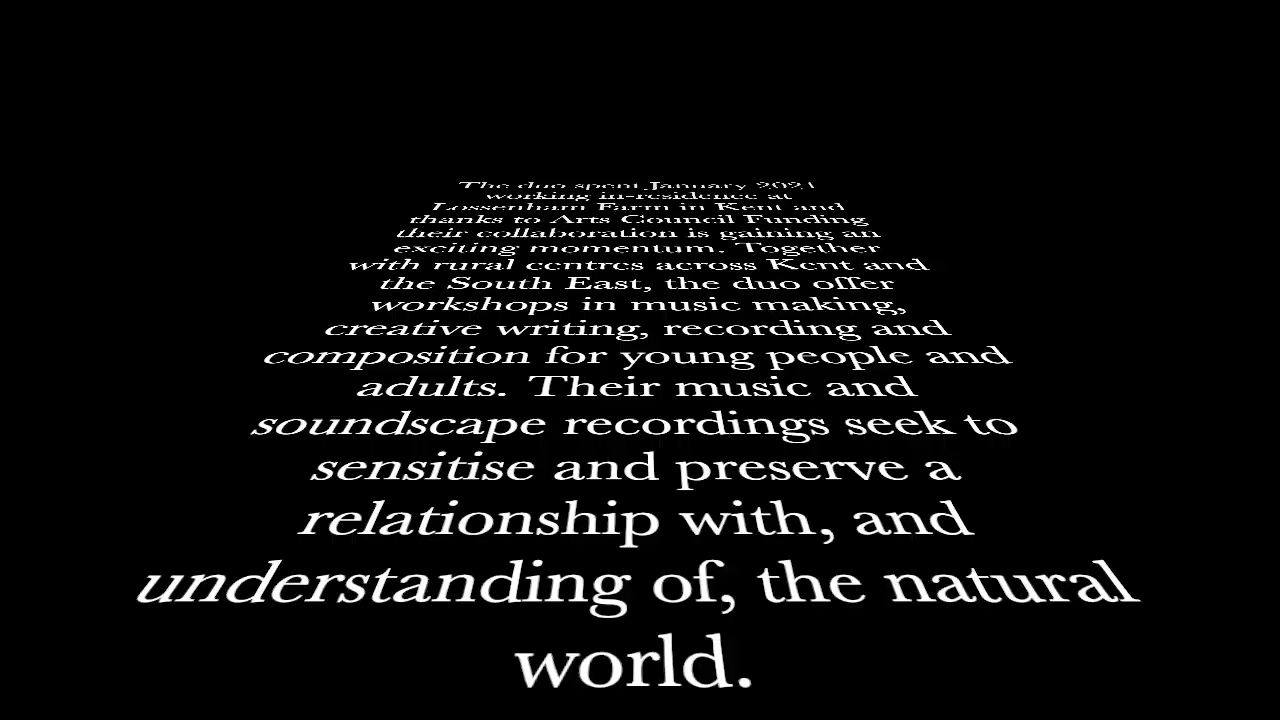 The duo spent January 2021
working in-residence at
Lossenham Farm in Kent and
thanks to Arts Council Funding
their collaboration is gaining an
exciting momentum. Together
with rural centres across Kent and
the South East, the duo offer
workshops in music making,
creative writing, recording and
composition for young people and
adults. Their music and
soundscape recordings seek to
sensitise and preserve a
relationship with, and
understanding of, the natural
world.